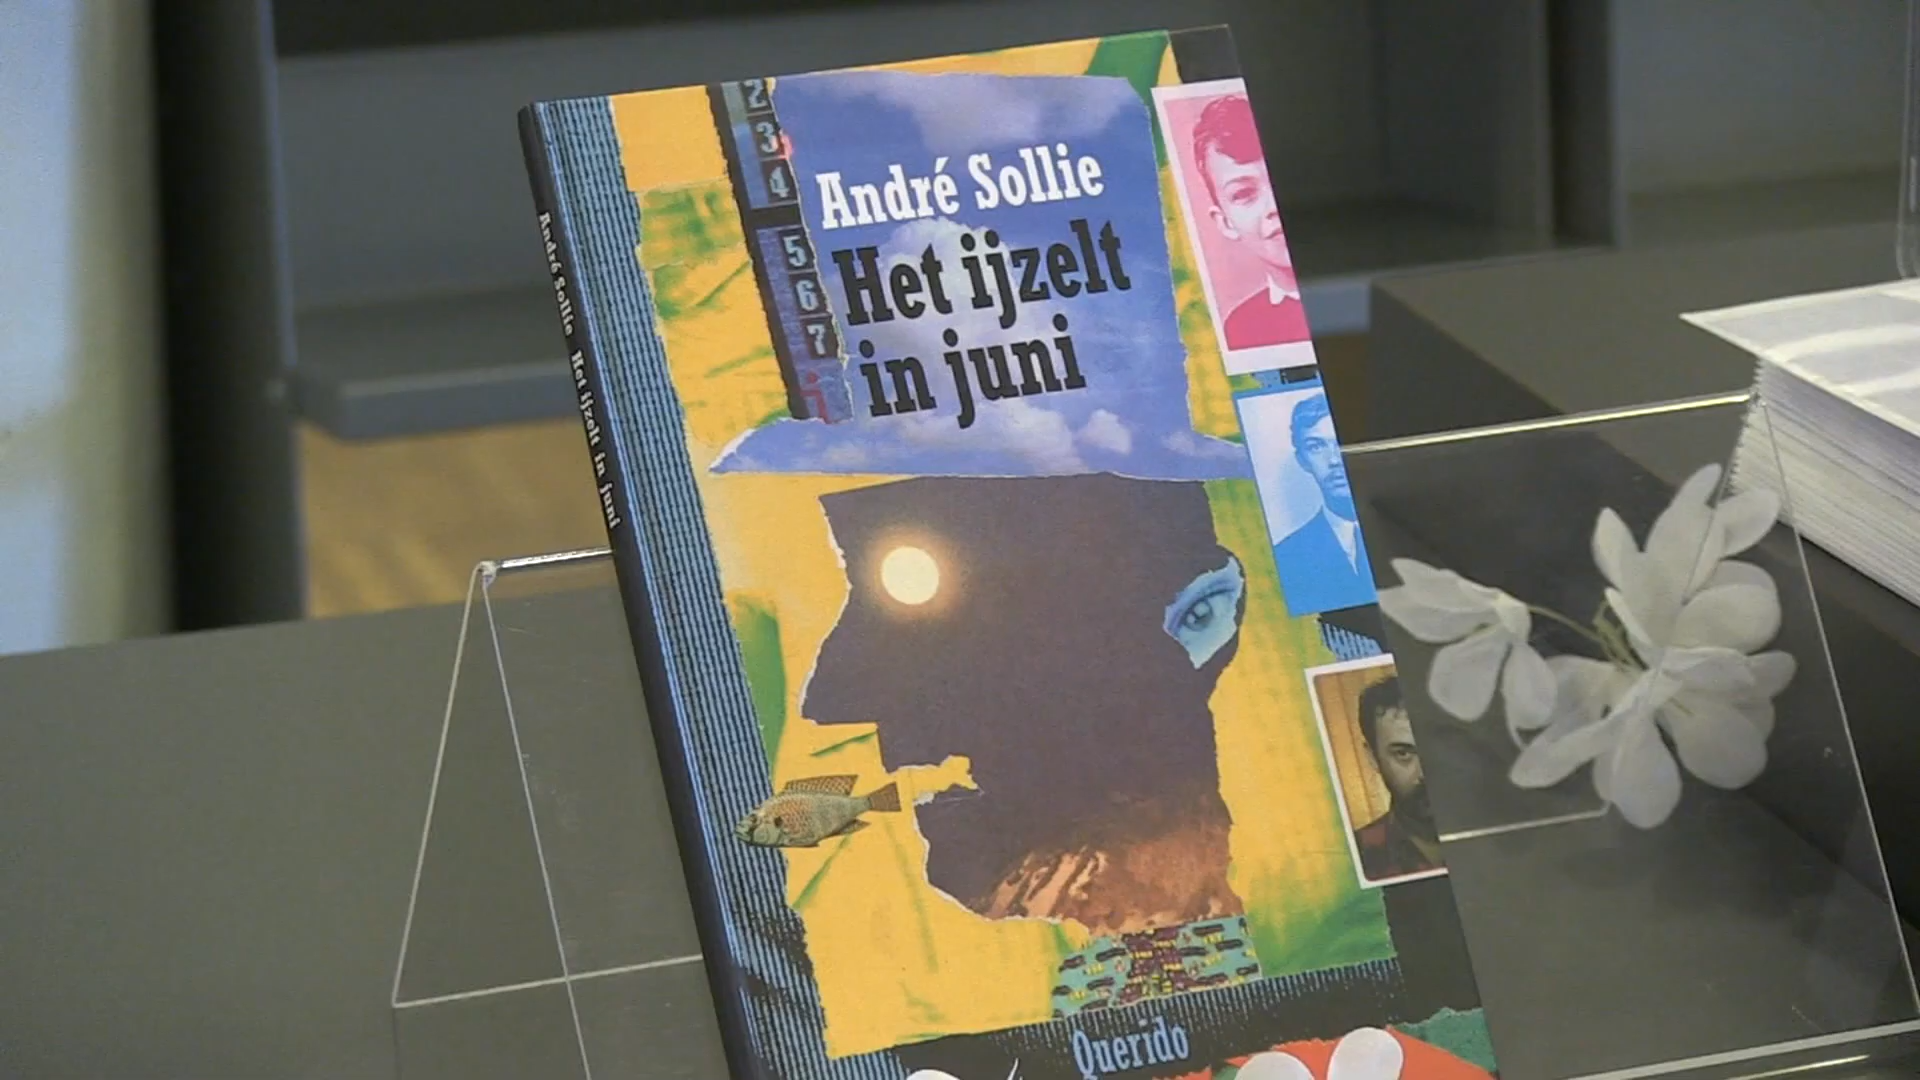 André Sollie
Het ijzelt
in juni
2
3
4
5
6
7
Querido
André Sollie Het ijzelt in juni